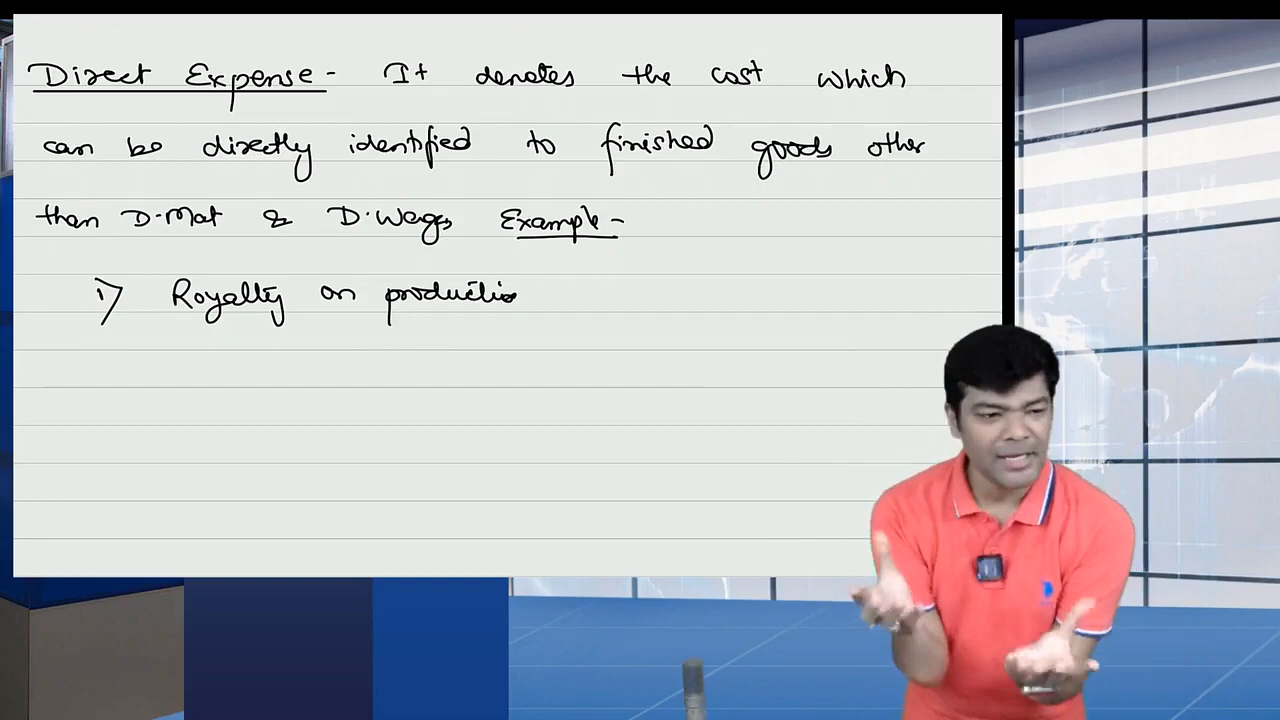 Direct Expense - It denotes the cost which
can be directly identified to finished goods other
than D.Mat & D.Wages Example -
i) Royalty on productio